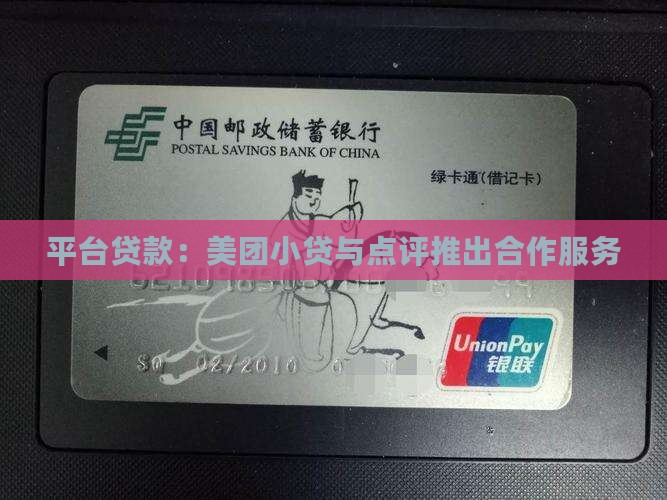 中国邮政储蓄银行
POSTAL SAVINGS BANK OF CHINA
绿卡通(借记卡)
平台贷款：美团小贷与点评推出合作服务
UnionPay
银联
02/2010